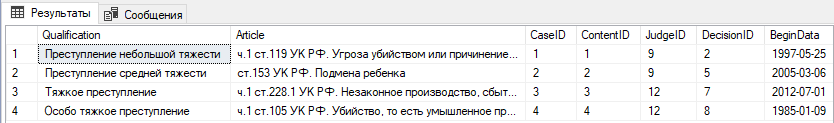 Результаты Сообщения
Qualification Article CaseID ContentID JudgeID DecisionID BeginData
1 Преступление небольшой тяжести ч.1 ст.119 УК РФ. Угроза убийством или причинение... 1 1 9 2 1997-05-25
2 Преступление средней тяжести ст.153 УК РФ. Подмена ребенка 2 2 9 5 2005-03-06
3 Тяжкое преступление ч.1 ст.228.1 УК РФ. Незаконное производство, сбыт... 3 3 12 7 2012-07-01
4 Особо тяжкое преступление ч.1 ст.105 УК РФ. Убийство, то есть умышленное пр... 4 4 12 8 1985-01-09